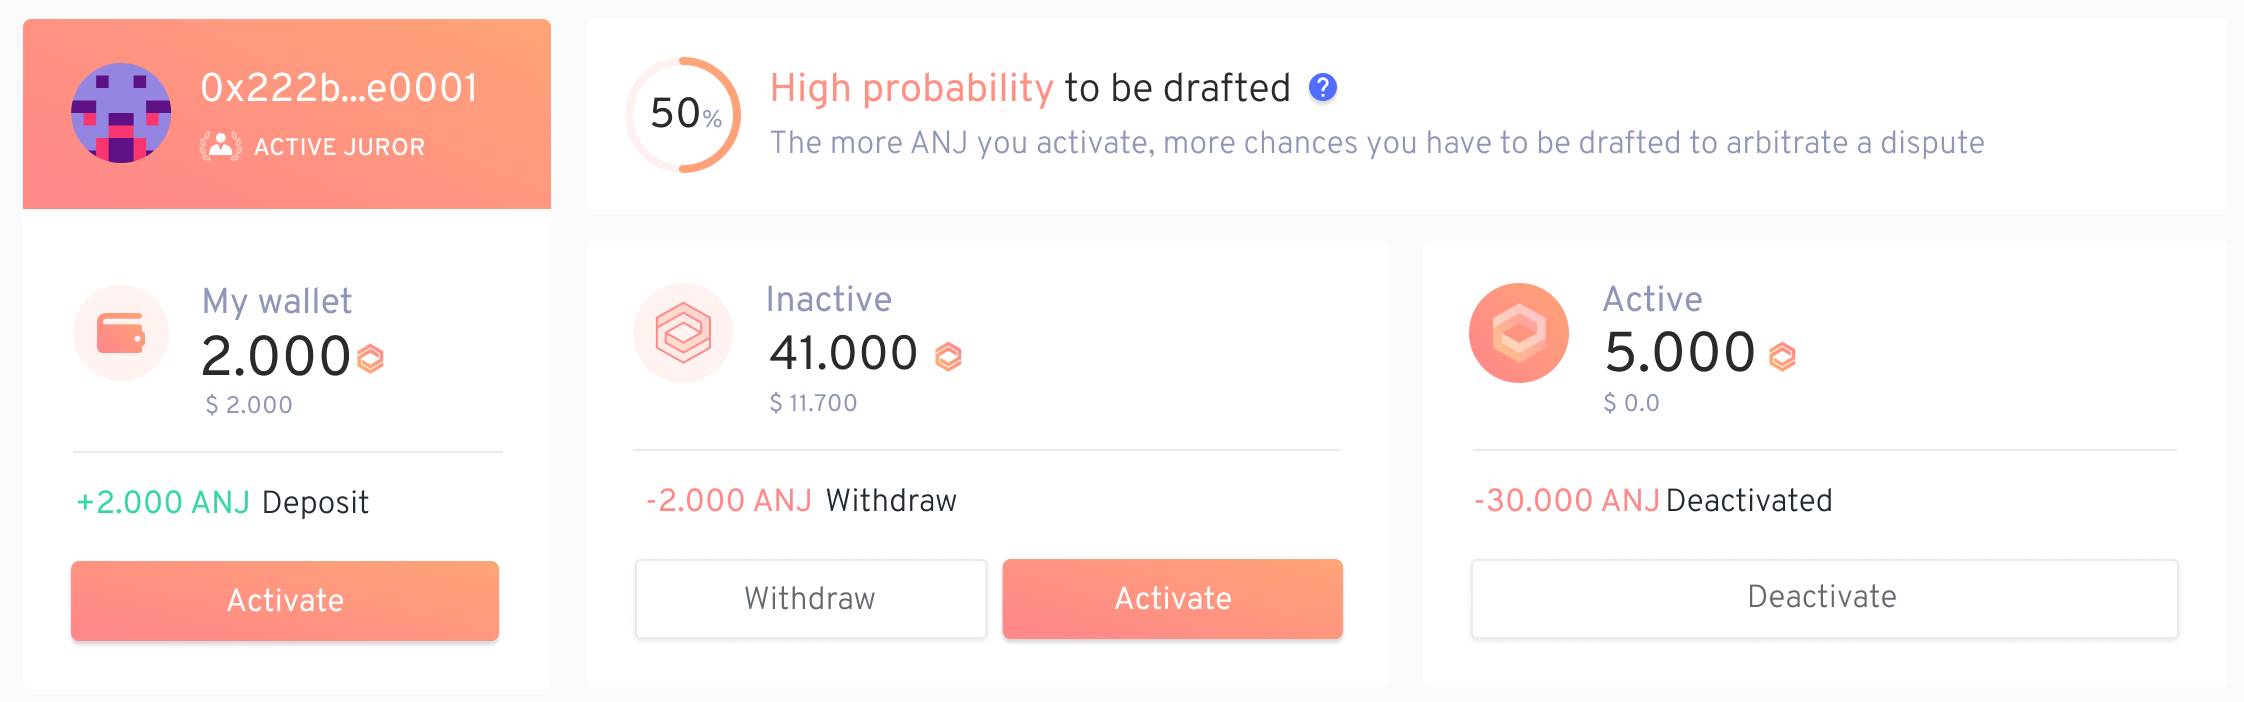 0x222b...e0001
ACTIVE JUROR
50%
High probability to be drafted ?
The more ANJ you activate, more chances you have to be drafted to arbitrate a dispute
My wallet
2.000
$ 2.000
+2.000 ANJ Deposit
Activate
Inactive
41.000
$ 11.700
-2.000 ANJ Withdraw
Withdraw
Activate
Active
5.000
$ 0.0
-30.000 ANJ Deactivated
Deactivate